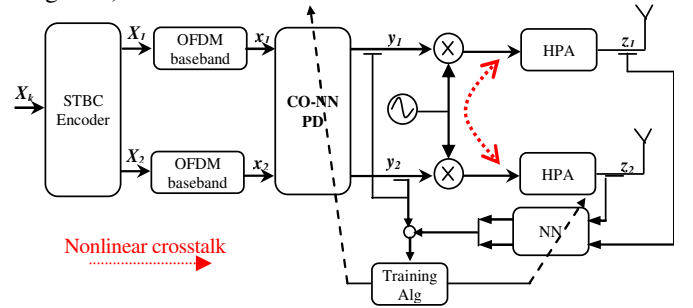 X1
OFDM
baseband
x1
y1
HPA
z1
Xk
STBC
Encoder
CO-NN
PD
X2
OFDM
baseband
x2
y2
HPA
z2
NN
Nonlinear crosstalk
Training
Alg